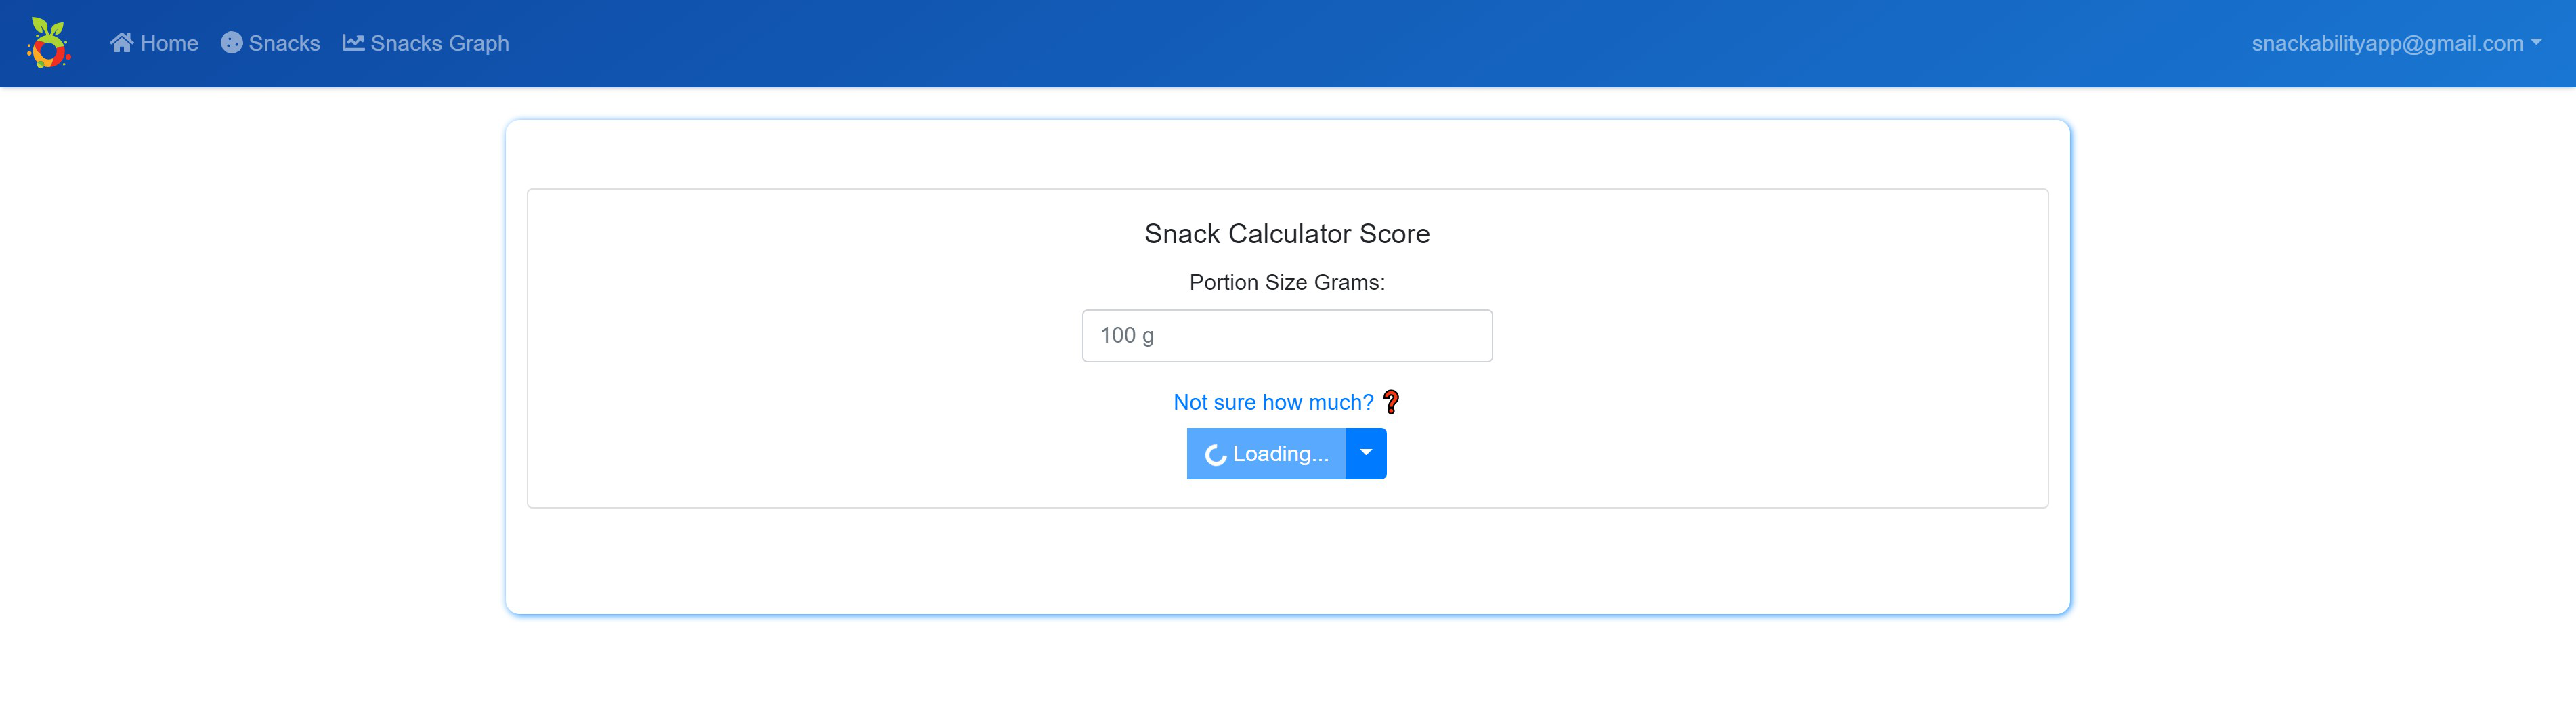 Home Snacks Snacks Graph snackabilityapp@gmail.com
Snack Calculator Score
Portion Size Grams:
100 g
Not sure how much? ❓
Loading...